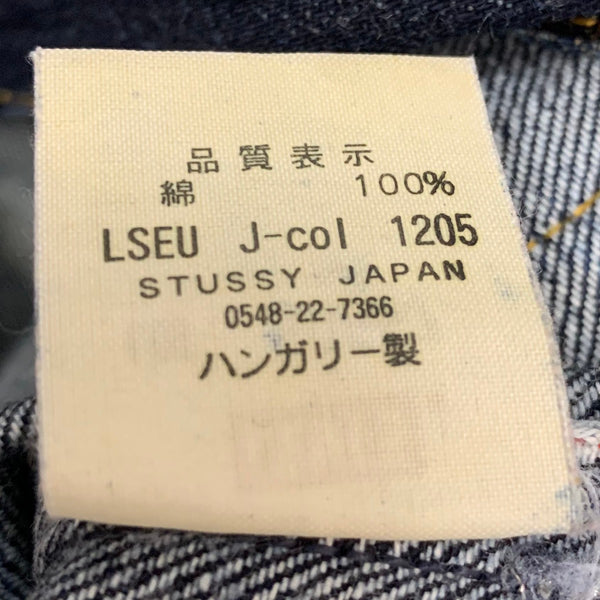 品質表示
綿 100%
LSEU J-col 1205
STUSSY JAPAN
0548-22-7366
ハンガリー製